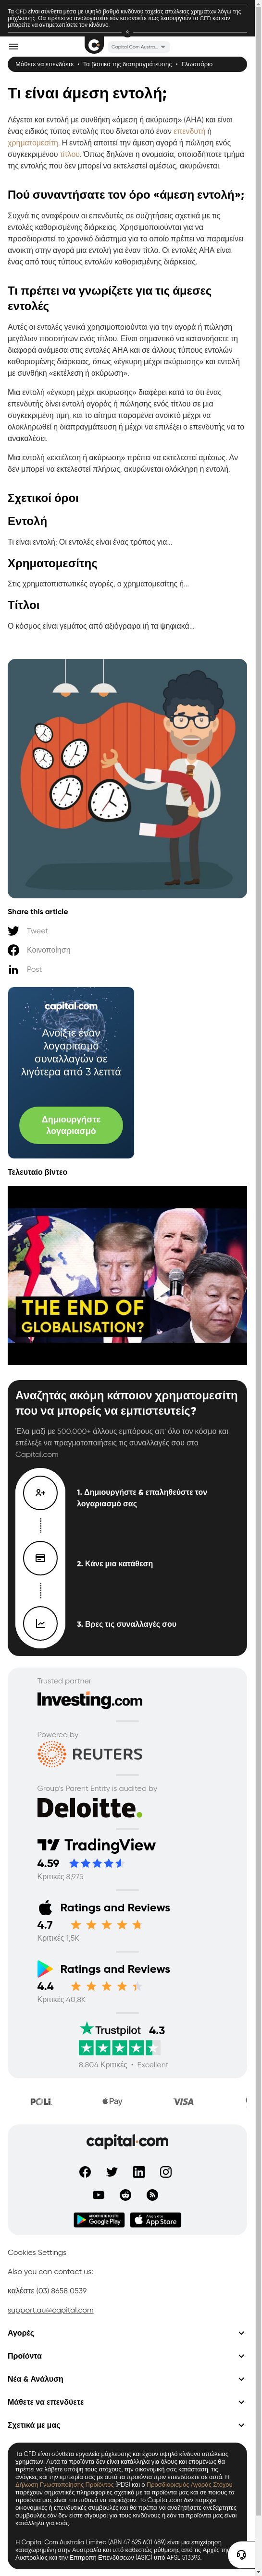 Τα CFD είναι σύνθετα μέσα με υψηλό βαθμό κινδύνου ταχείας απώλειας χρημάτων λόγω της
μόχλευσης. Θα πρέπει να αναλογιστείτε εάν κατανοείτε πως λειτουργούν τα CFD και εάν
μπορείτε να αντιμετωπίσετε τον κίνδυνο.
Capital Com Austra...
Μάθετε να επενδύετε • Τα βασικά της διαπραγμάτευσης • Γλωσσάριο
Τι είναι άμεση εντολή;
Λέγεται και εντολή με συνθήκη «άμεση ή ακύρωση» (ΑΗΑ) και είναι
ένας ειδικός τύπος εντολής που δίνεται από έναν επενδυτή ή
χρηματομεσίτη. Η εντολή απαιτεί την άμεση αγορά ή πώληση ενός
συγκεκριμένου τίτλου. Όπως δηλώνει η ονομασία, οποιοδήποτε τμήμα
της εντολής δεν μπορεί να εκτελεστεί, ακυρώνεται.
Πού συναντήσατε τον όρο «άμεση εντολή»;
Συχνά τις αναφέρουν οι επενδυτές σε συζητήσεις σχετικά με τις
εντολές καθορισμένης διάρκειας. Χρησιμοποιούνται για να
προσδιοριστεί το χρονικό διάστημα για το οποίο πρέπει να παραμείνει
ανοικτή στην αγορά μια εντολή για έναν τίτλο. Οι εντολές ΑΗΑ είναι
ένας από τους τύπους εντολών καθορισμένης διάρκειας.
Τι πρέπει να γνωρίζετε για τις άμεσες
εντολές
Αυτές οι εντολές γενικά χρησιμοποιούνται για την αγορά ή πώληση
μεγάλων ποσοτήτων ενός τίτλου. Είναι σημαντικό να κατανοήσετε τη
διαφορά ανάμεσα στις εντολές ΑΗΑ και σε άλλους τύπους εντολών
καθορισμένης διάρκειας, όπως «έγκυρη μέχρι ακύρωσης» και εντολή
με συνθήκη «εκτέλεση ή ακύρωση».
Μια εντολή «έγκυρη μέχρι ακύρωσης» διαφέρει κατά το ότι ένας
επενδυτής δίνει εντολή αγοράς ή πώλησης ενός τίτλου σε μια
συγκεκριμένη τιμή, και το αίτημα παραμένει ανοικτό μέχρι να
ολοκληρωθεί η διαπραγμάτευση ή μέχρι να επιλέξει ο επενδυτής να το
ανακαλέσει.
Μια εντολή «εκτέλεση ή ακύρωση» πρέπει να εκτελεστεί αμέσως. Αν
δεν μπορεί να εκτελεστεί πλήρως, ακυρώνεται ολόκληρη η εντολή.
Σχετικοί όροι
Εντολή
Τι είναι εντολή; Οι εντολές είναι ένας τρόπος για...
Χρηματομεσίτης
Στις χρηματοπιστωτικές αγορές, ο χρηματομεσίτης ή...
Τίτλοι
Ο κόσμος είναι γεμάτος από αξιόγραφα (ή τα ψηφιακά...
Share this article
Tweet
Κοινοποίηση
Post
capital.com
Ανοίξτε έναν
λογαριασμό
συναλλαγών σε
λιγότερο από 3 λεπτά
Δημιουργήστε
λογαριασμό
Τελευταίο βίντεο
THE END OF
GLOBALISATION?
Αναζητάς ακόμη κάποιον χρηματομεσίτη
που να μπορείς να εμπιστευτείς?
Έλα μαζί με 500.000+ άλλους εμπόρους απ' όλο τον κόσμο και
επέλεξε να πραγματοποιήσεις τις συναλλαγές σου στο
Capital.com
1. Δημιουργήστε & επαληθεύστε τον
λογαριασμό σας
2. Κάνε μια κατάθεση
3. Βρες τις συναλλαγές σου
Trusted partner
Investing.com
Powered by
REUTERS
Group's Parent Entity is audited by
Deloitte.
TradingView
4.59
Κριτικές 8,975
Ratings and Reviews
4.7
Κριτικές 1,5K
Ratings and Reviews
4.4
Κριτικές 40,8K
Trustpilot 4.3
8,804 Κριτικές • Excellent
POLi
Pay
VISA
capital.com
Google Play
App Store
Cookies Settings
Also you can contact us:
καλέστε (03) 8658 0539
support.au@capital.com
Αγορές
Προϊόντα
Νέα & Ανάλυση
Μάθετε να επενδύετε
Σχετικά με μας
Τα CFD είναι σύνθετα εργαλεία μόχλευσης και έχουν υψηλό κίνδυνο απώλειας
χρημάτων. Αυτά τα προϊόντα μπορεί να μην είναι κατάλληλα για όλους. Θα πρέπει
να λάβετε υπόψη τους στόχους, την οικονομική κατάστασή σας, τις
ανάγκες και την εμπειρία σας με αυτά τα προϊόντα πριν επενδύσετε σε αυτά. Η
Δήλωση Γνωστοποίησης Προϊόντος (PDS) και ο Προσδιορισμός Αγοράς Στόχου
παρέχουν σημαντικές πληροφορίες σχετικά με τα προϊόντα μας και σε ποιους τα
προϊόντα μας είναι πιο πιθανό να ταιριάζουν. Το Capital.com δεν παρέχει
οικονομικές ή επενδυτικές συμβουλές και θα πρέπει να αναζητήσετε ανεξάρτητες
συμβουλές εάν δεν είστε σίγουροι για τους κινδύνους ή εάν αυτά τα προϊόντα είναι
κατάλληλα για εσάς.
Η Capital Com Australia Limited (ABN 47 625 601 489) είναι μια επιχείρηση
καταχωρημένη στην Αυστραλία και υπό καθεστώς ρύθμισης από τις Αρχές της
Αυστραλίας και την Επιτροπή Επενδύσεων (ASIC) υπό AFSL 513393.